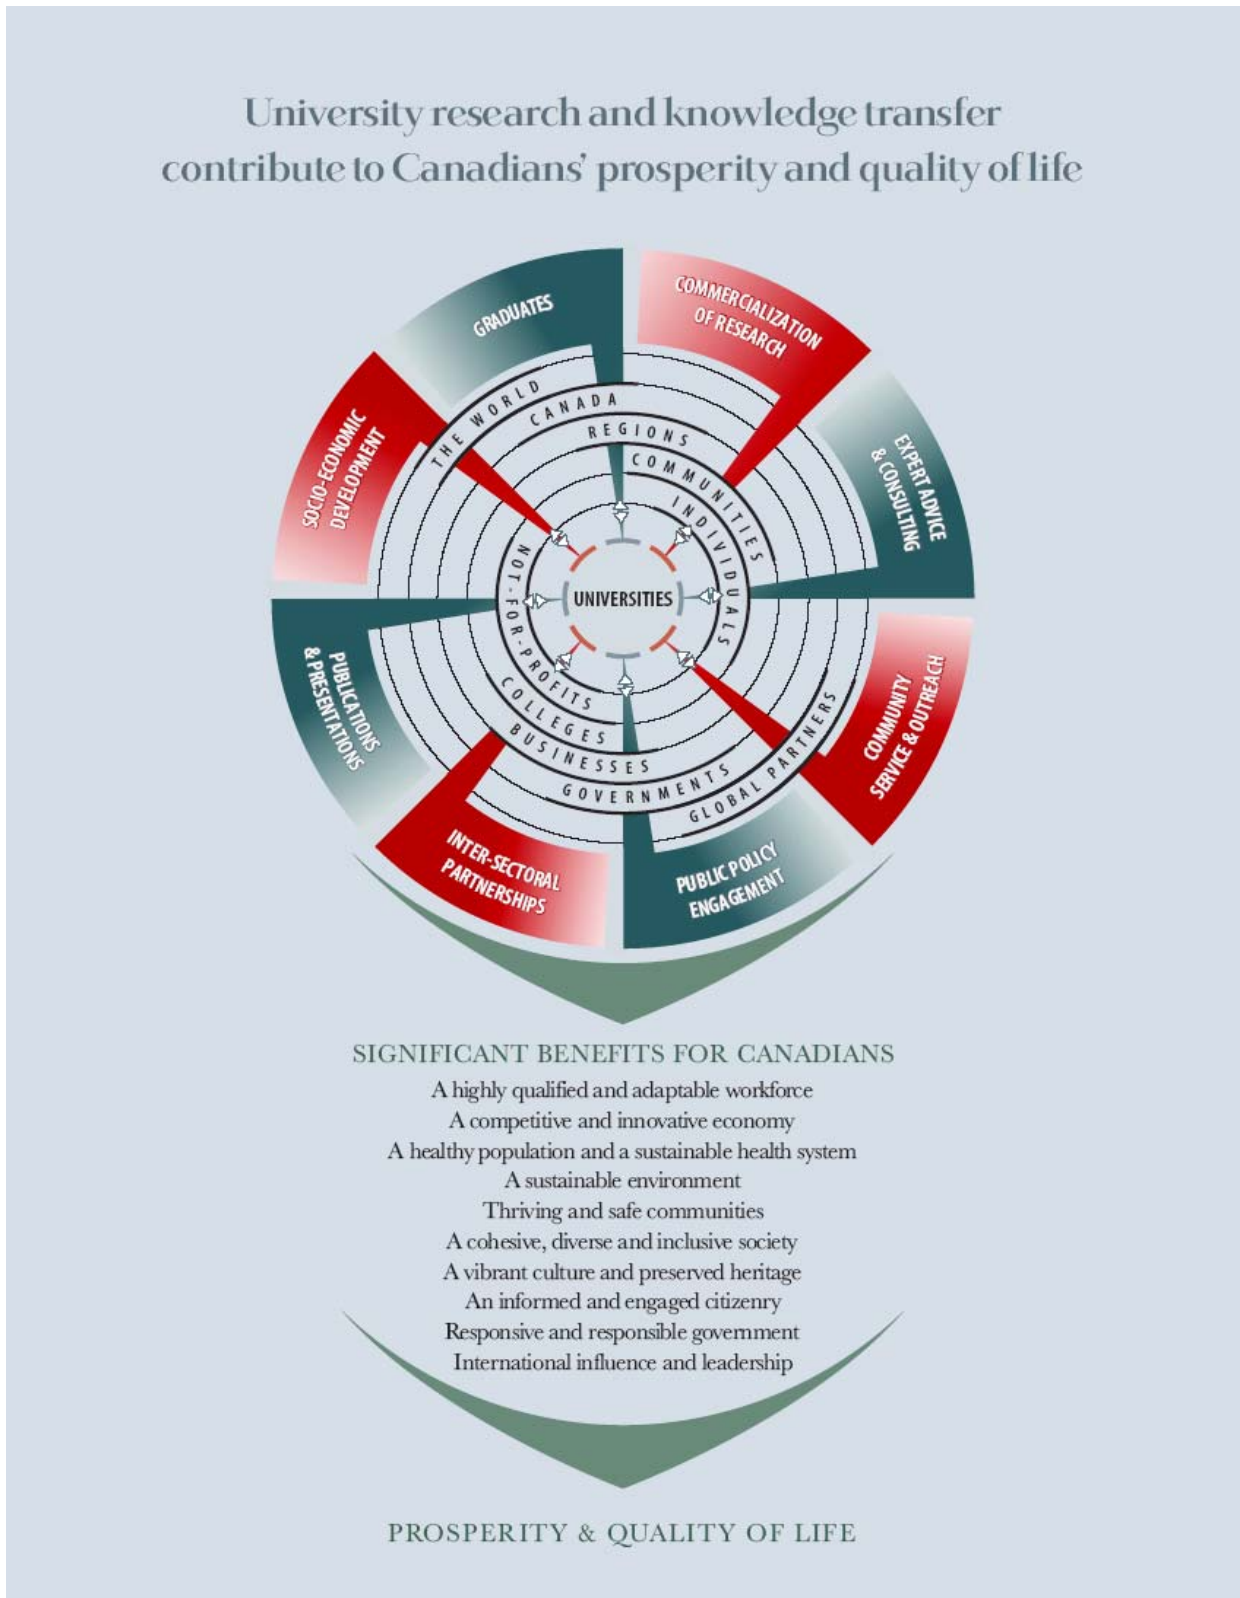 University research and knowledge transfer
contribute to Canadians’ prosperity and quality of life
GRADUATES
COMMERCIALIZATION
OF RESEARCH
EXPERT ADVICE
& CONSULTING
COMMUNITY
SERVICE & OUTREACH
PUBLIC POLICY
ENGAGEMENT
INTER-SECTORAL
PARTNERSHIPS
PUBLICATIONS
& PRESENTATIONS
SOCIO-ECONOMIC
DEVELOPMENT
THE WORLD
CANADA
REGIONS
COMMUNITIES
INDIVIDUALS
UNIVERSITIES
NOT-FOR-PROFITS
COLLEGES
BUSINESSES
GOVERNMENTS
GLOBAL PARTNERS
SIGNIFICANT BENEFITS FOR CANADIANS
A highly qualified and adaptable workforce
A competitive and innovative economy
A healthy population and a sustainable health system
A sustainable environment
Thriving and safe communities
A cohesive, diverse and inclusive society
A vibrant culture and preserved heritage
An informed and engaged citizenry
Responsive and responsible government
International influence and leadership
PROSPERITY & QUALITY OF LIFE